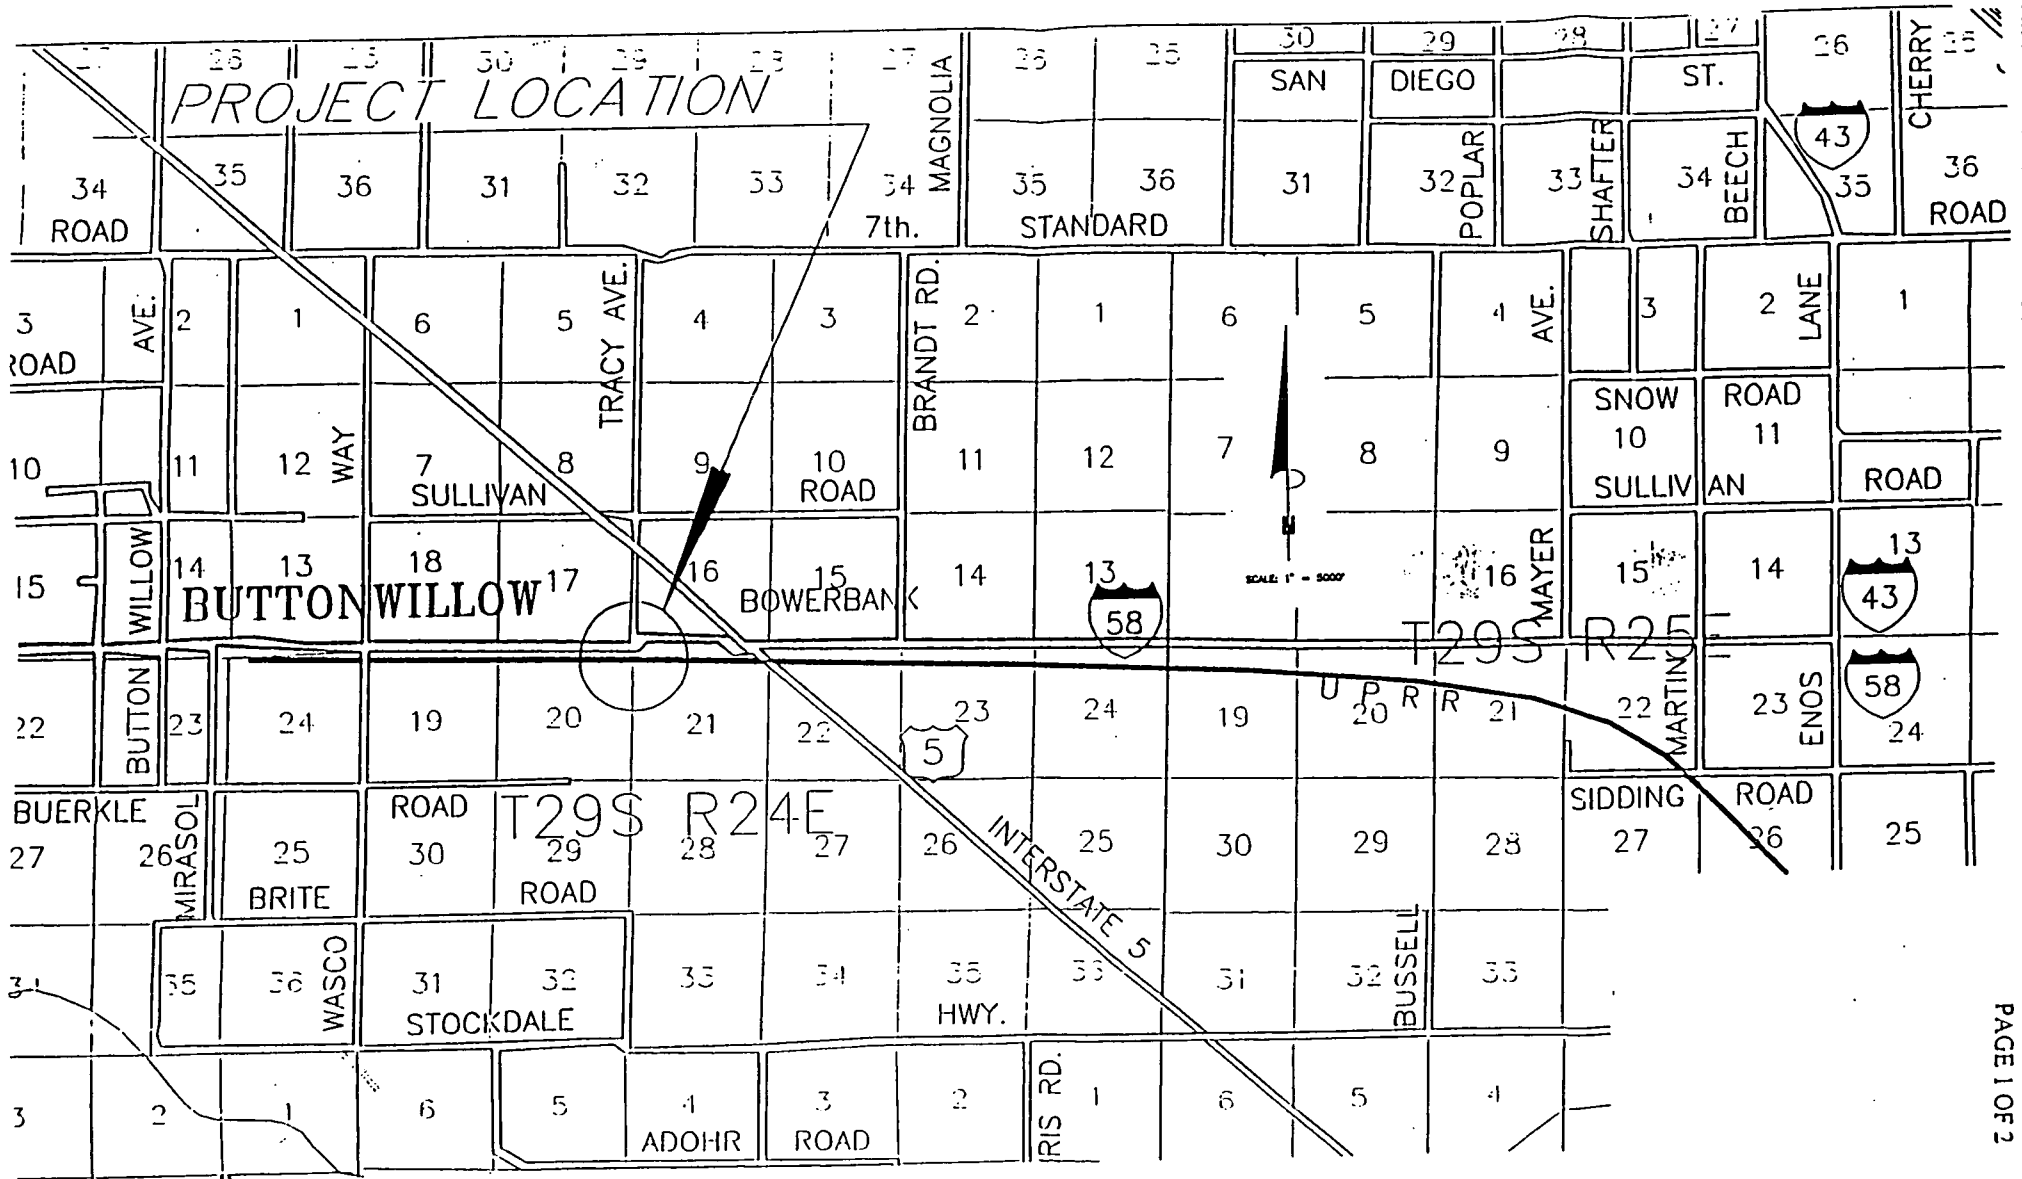 27 26 25 30 29 28 27 26 25 30 29 28 27 26 25
PROJECT LOCATION
MAGNOLIA
SAN DIEGO ST.
CHERRY
43
34 35 36 31 32 33 34 35 36 31 32 33 34 35 36
POPLAR
SHAFTER
BEECH
ROAD 7th. STANDARD ROAD
3 2 1 6 5 4 3 2 1 6 5 4 3 2 1
ROAD
AVE.
TRACY AVE.
BRANDT RD.
AVE.
LANE
SNOW ROAD
10 11 12 7 8 9 10 11 12 7 8 9 10 11
WAY
SULLIVAN ROAD SULLIVAN ROAD
15 14 13 18 17 16 15 14 13 16 15 14 13
BUTTON WILLOW
BUTTONWILLOW
BOWERBANK
SCALE: 1" = 5000'
N
MAYER
58
43
T29S R25E
UPRR
58
22 23 24 19 20 21 22 23 24 19 20 21 22 23 24
BUTTON
5
MARTIN
ENOS
BUERKLE ROAD SIDDING ROAD
T29S R24E
27 26 25 30 29 28 27 26 25 30 29 28 27 26 25
MIRASOL
BRITE ROAD
INTERSTATE 5
35 36 31 32 33 34 35 36 31 32 33
WASCO
BUSSELL
STOCKDALE HWY.
3 2 1 6 5 4 3 2 1 6 5 4
ADOHR ROAD
RIS RD.
PAGE 1 OF 2